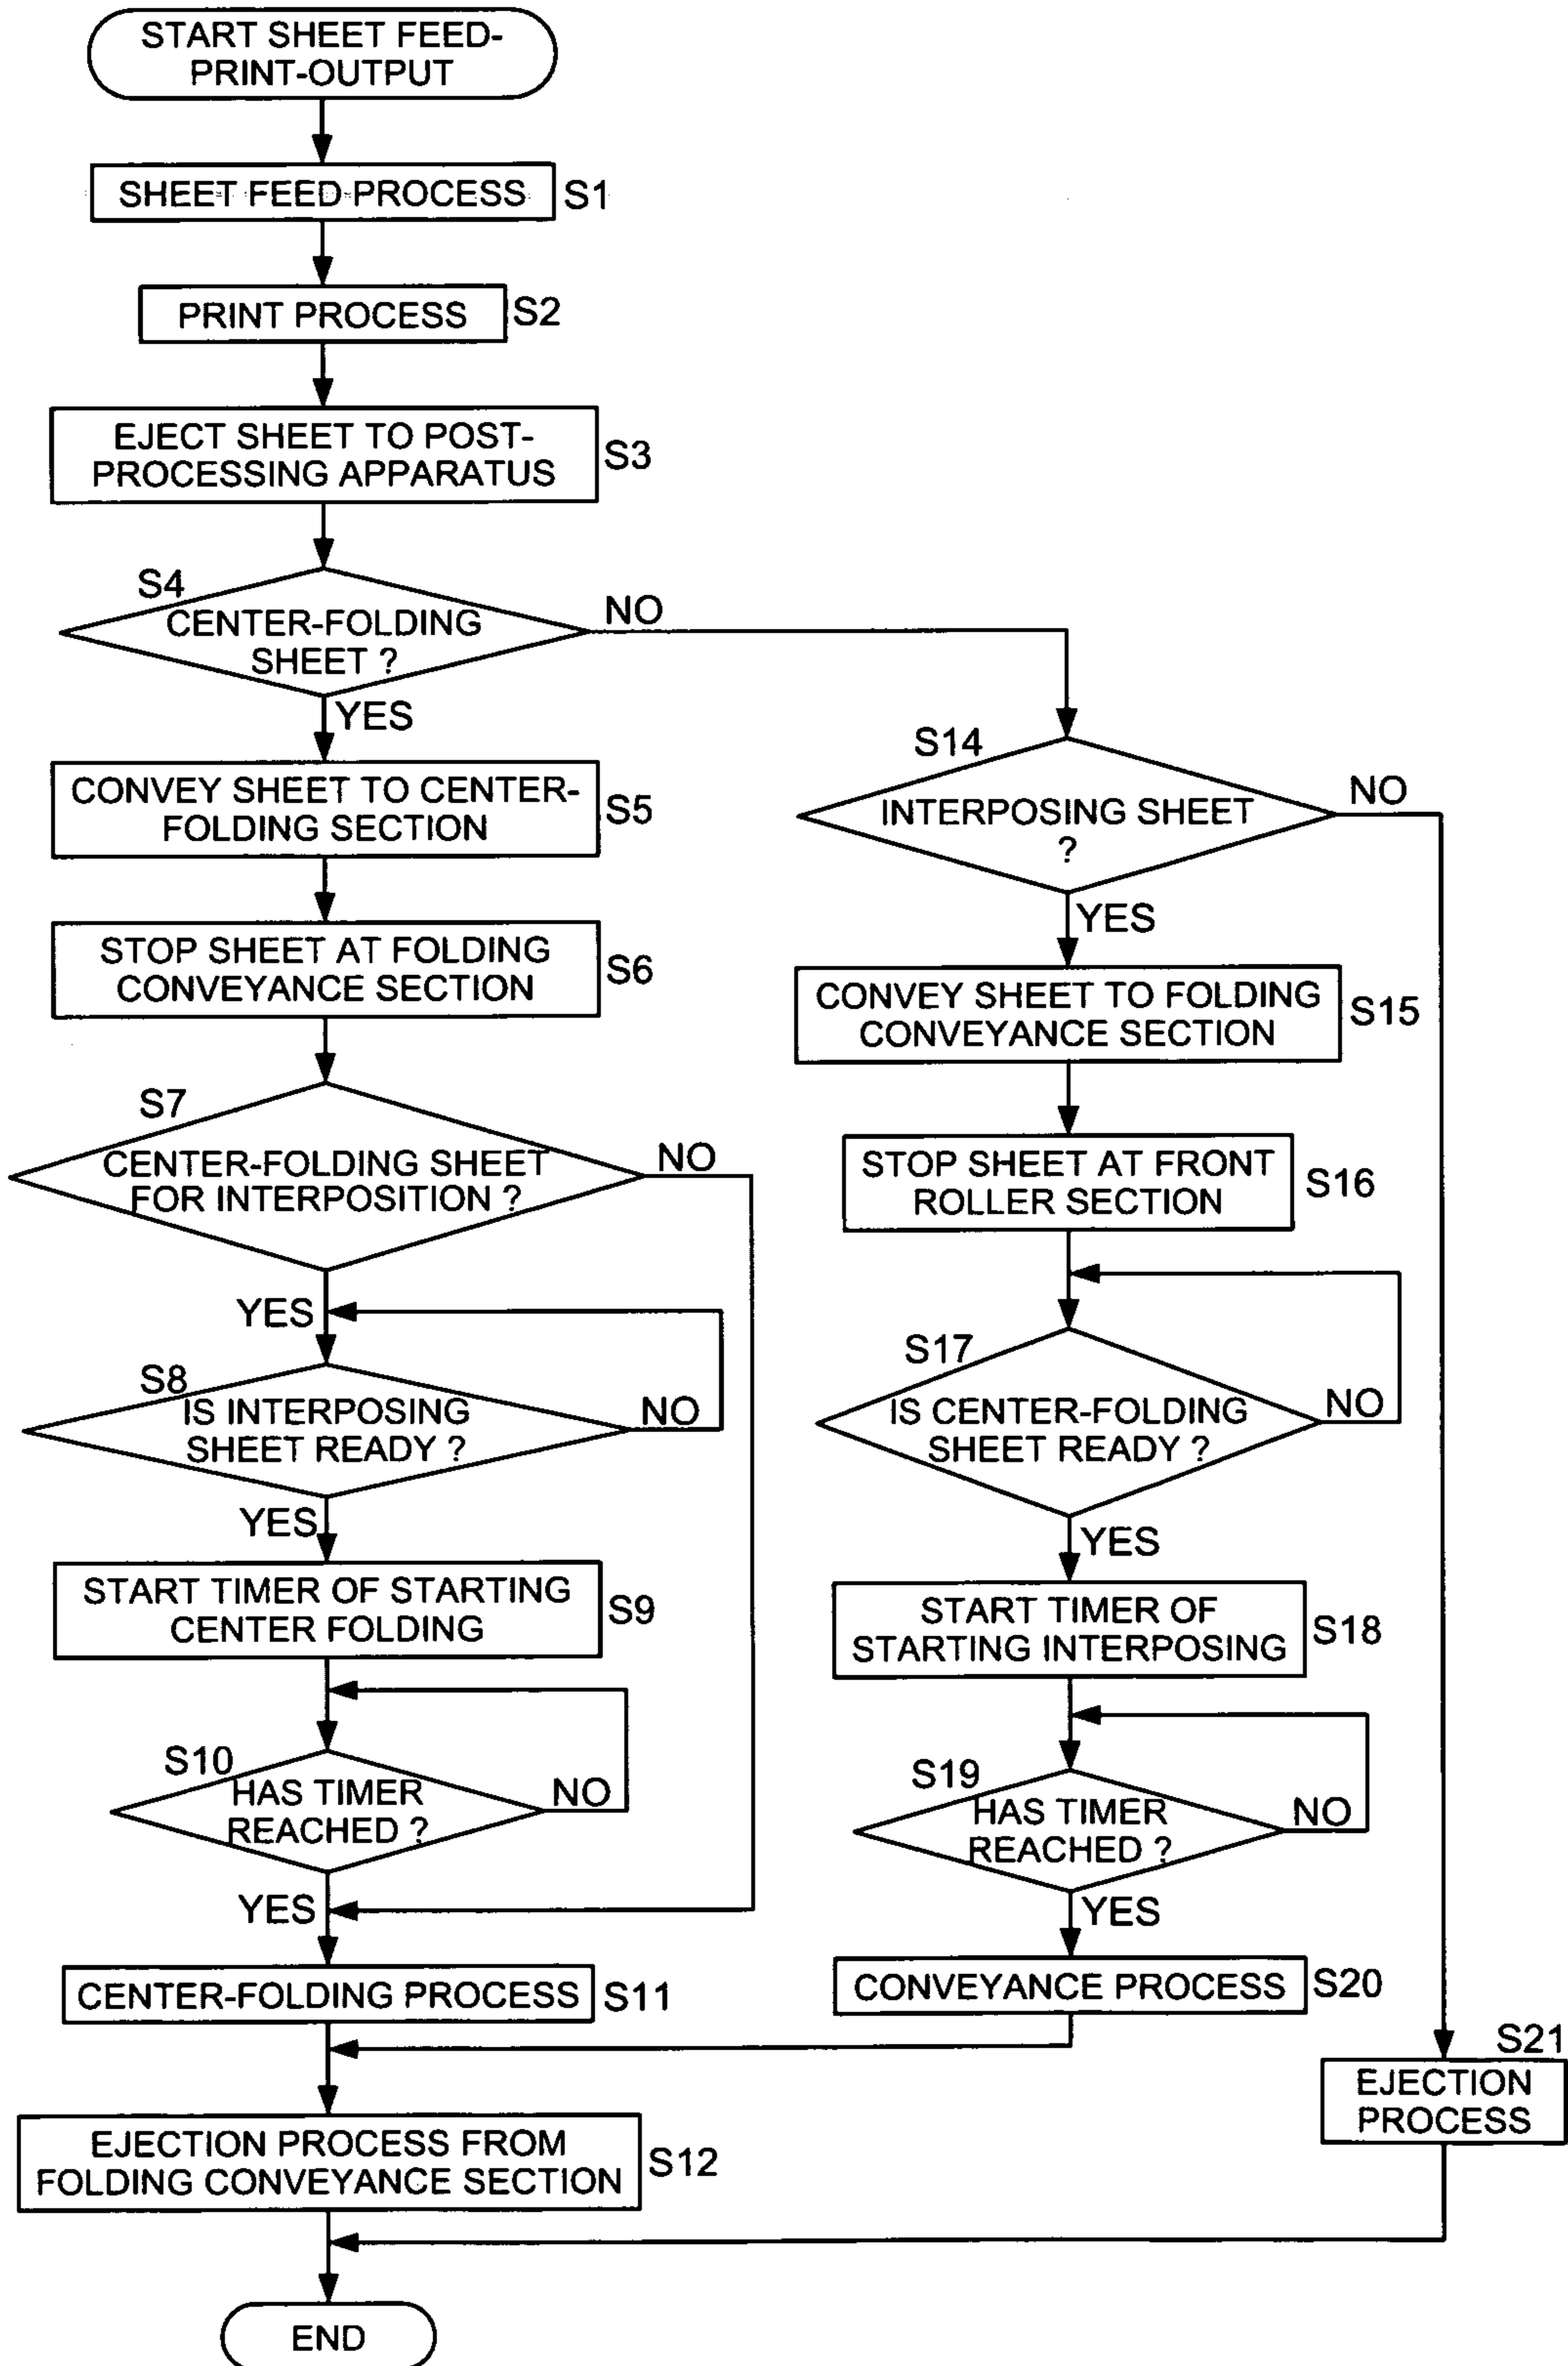 START SHEET FEED-
PRINT-OUTPUT
SHEET FEED PROCESS
S1
PRINT PROCESS
S2
EJECT SHEET TO POST-
PROCESSING APPARATUS
S3
S4
CENTER-FOLDING
SHEET ?
NO
YES
CONVEY SHEET TO CENTER-
FOLDING SECTION
S5
STOP SHEET AT FOLDING
CONVEYANCE SECTION
S6
S7
CENTER-FOLDING SHEET
FOR INTERPOSITION ?
NO
YES
S8
IS INTERPOSING
SHEET READY ?
NO
YES
START TIMER OF STARTING
CENTER FOLDING
S9
S10
HAS TIMER
REACHED ?
NO
YES
CENTER-FOLDING PROCESS
S11
EJECTION PROCESS FROM
FOLDING CONVEYANCE SECTION
S12
END
S14
INTERPOSING SHEET
?
NO
YES
CONVEY SHEET TO FOLDING
CONVEYANCE SECTION
S15
STOP SHEET AT FRONT
ROLLER SECTION
S16
S17
IS CENTER-FOLDING
SHEET READY ?
NO
YES
START TIMER OF
STARTING INTERPOSING
S18
S19
HAS TIMER
REACHED ?
NO
YES
CONVEYANCE PROCESS
S20
S21
EJECTION
PROCESS